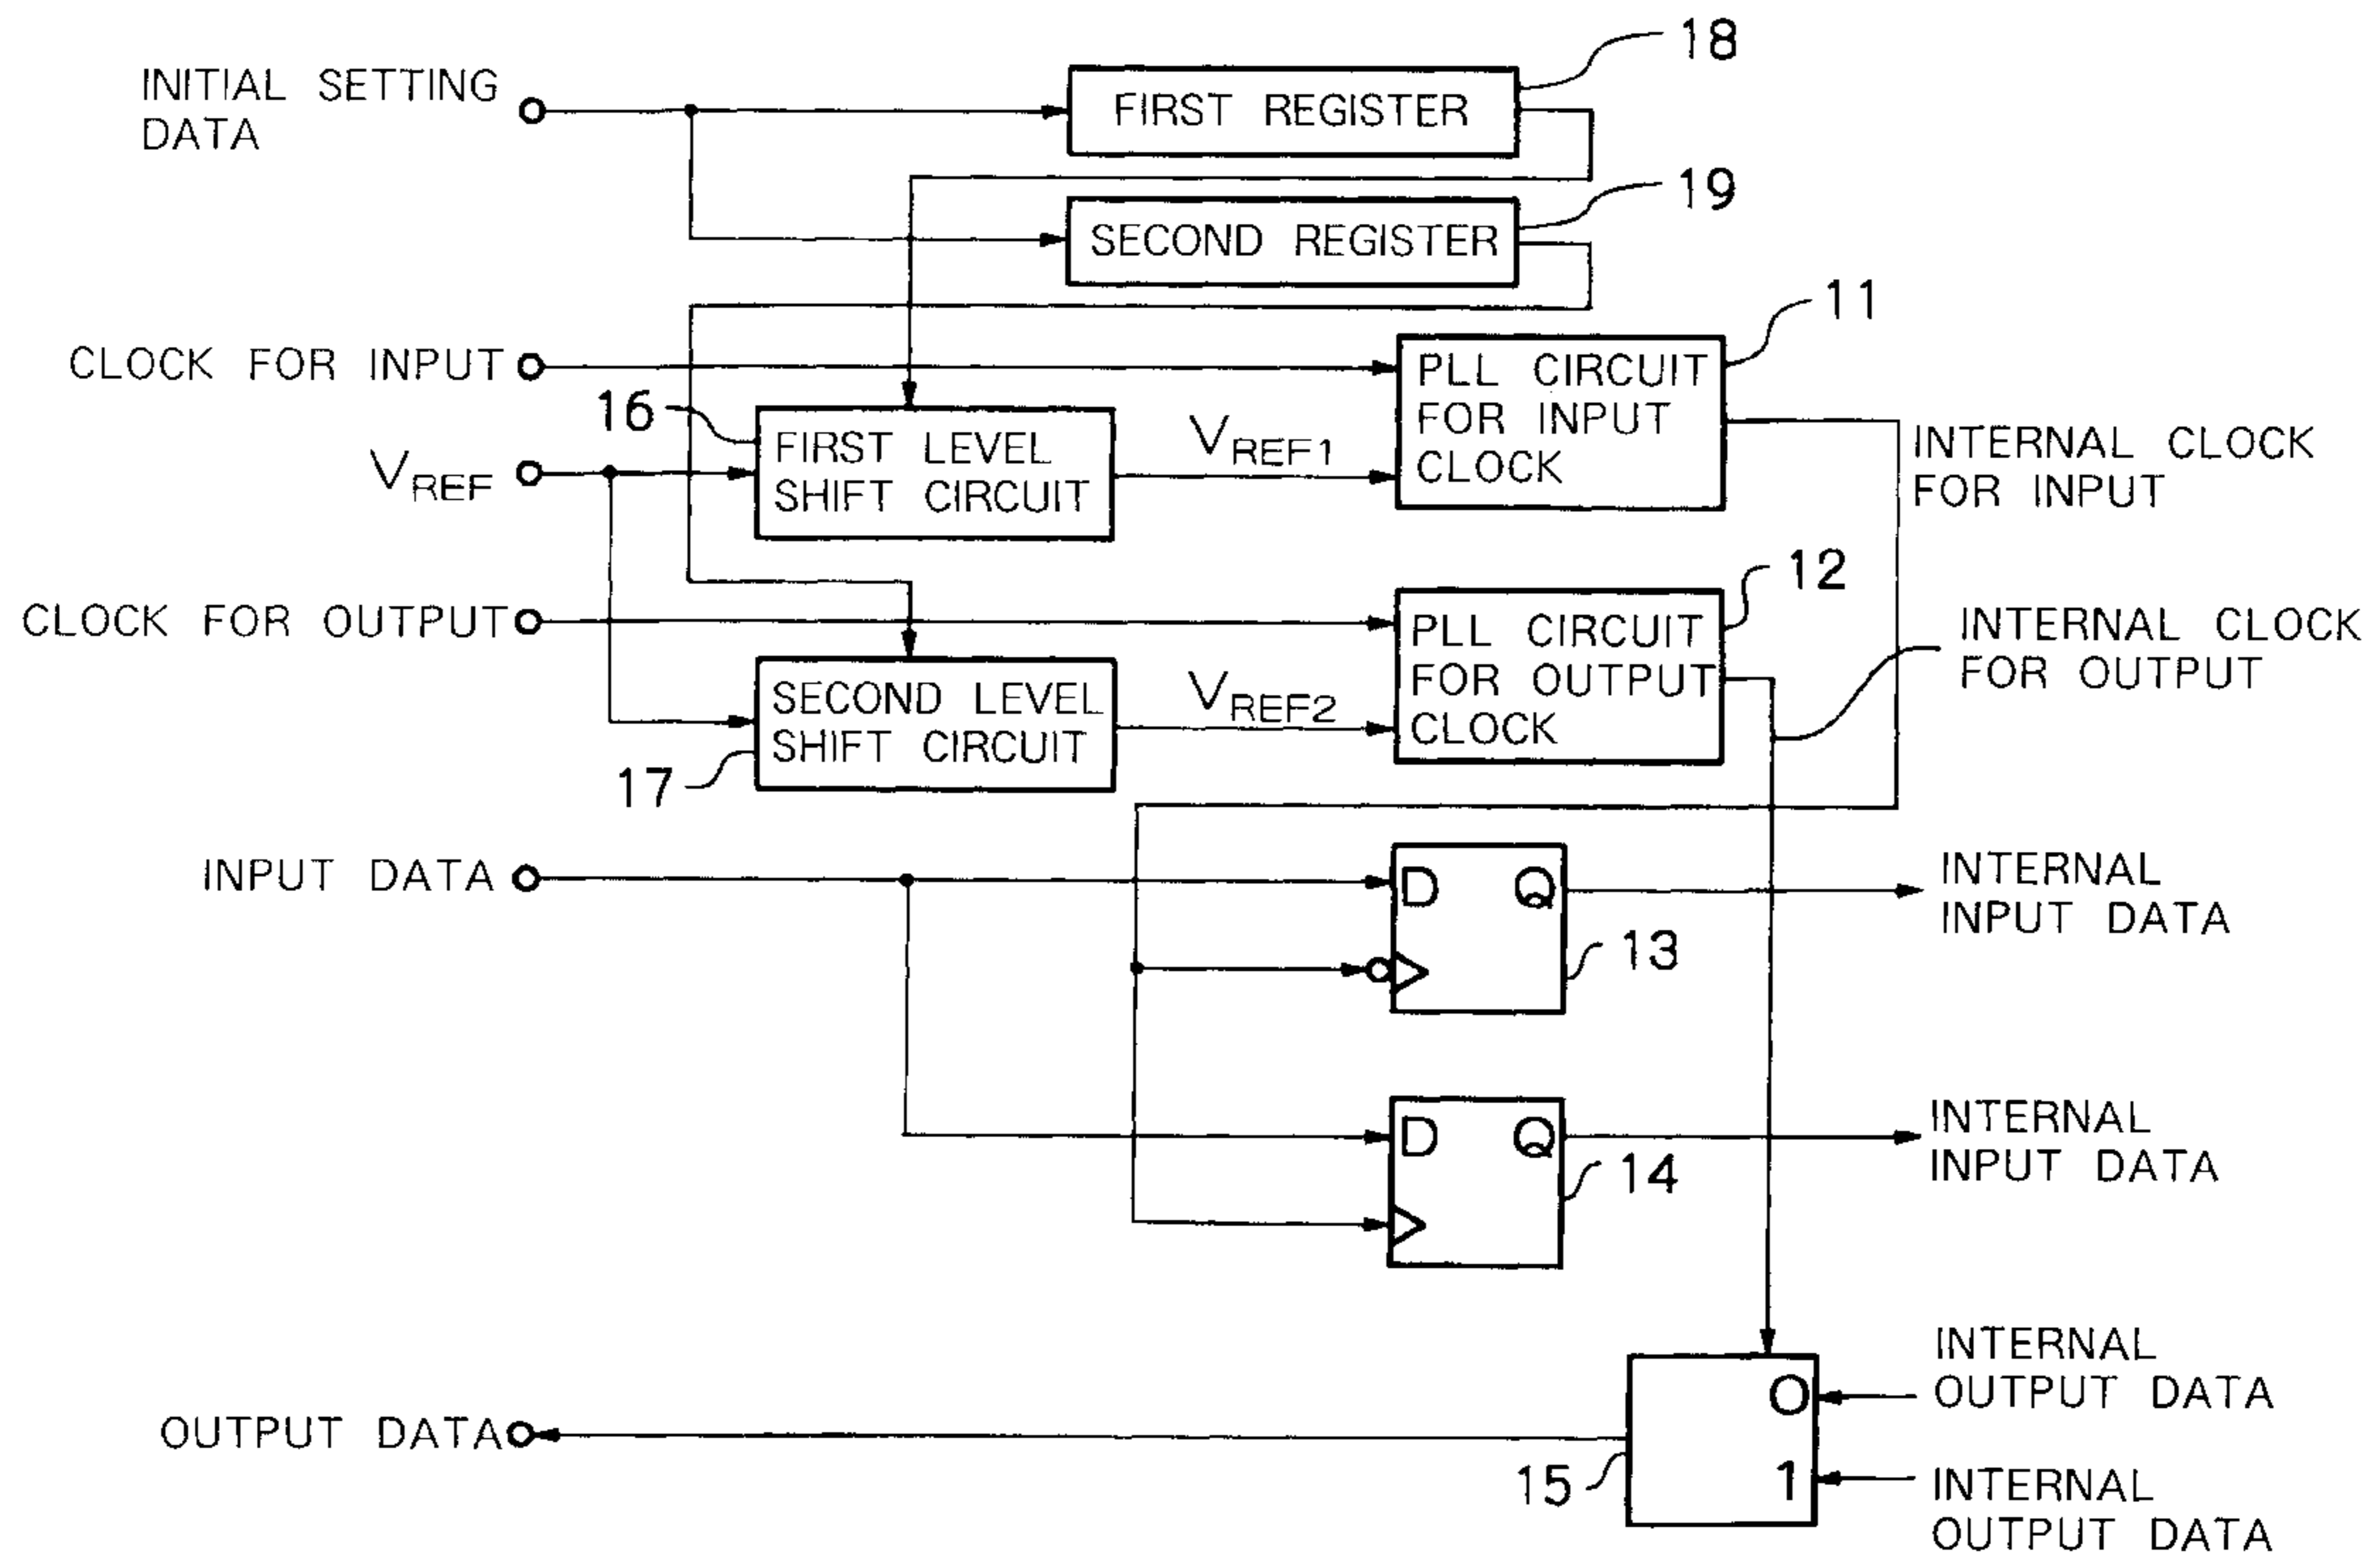 18
INITIAL SETTING
DATA
FIRST REGISTER
19
SECOND REGISTER
11
CLOCK FOR INPUT
PLL CIRCUIT
FOR INPUT
CLOCK
16
FIRST LEVEL
SHIFT CIRCUIT
VREF
VREF1
INTERNAL CLOCK
FOR INPUT
12
CLOCK FOR OUTPUT
PLL CIRCUIT
FOR OUTPUT
CLOCK
INTERNAL CLOCK
FOR OUTPUT
SECOND LEVEL
SHIFT CIRCUIT
VREF2
17
INPUT DATA
D Q
INTERNAL
INPUT DATA
13
D Q
INTERNAL
INPUT DATA
14
INTERNAL
OUTPUT DATA
0
OUTPUT DATA
15
1
INTERNAL
OUTPUT DATA